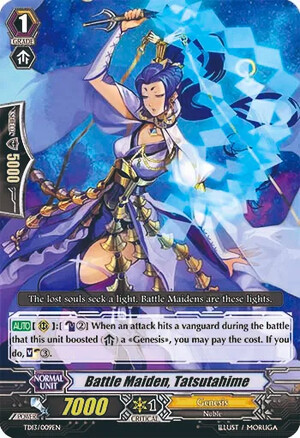 1
GRADE
SHIELD
5000
The lost souls seek a light. Battle Maidens are these lights.
AUTO [R]:[2] When an attack hits a vanguard during the battle
that this unit boosted a «Genesis», you may pay the cost. If you
do, V 3.
NORMAL
UNIT
Battle Maiden, Tatsutahime
POWER
7000
1
CRITICAL
Genesis
Noble
TD13/009EN
ILLUST / MORUGA